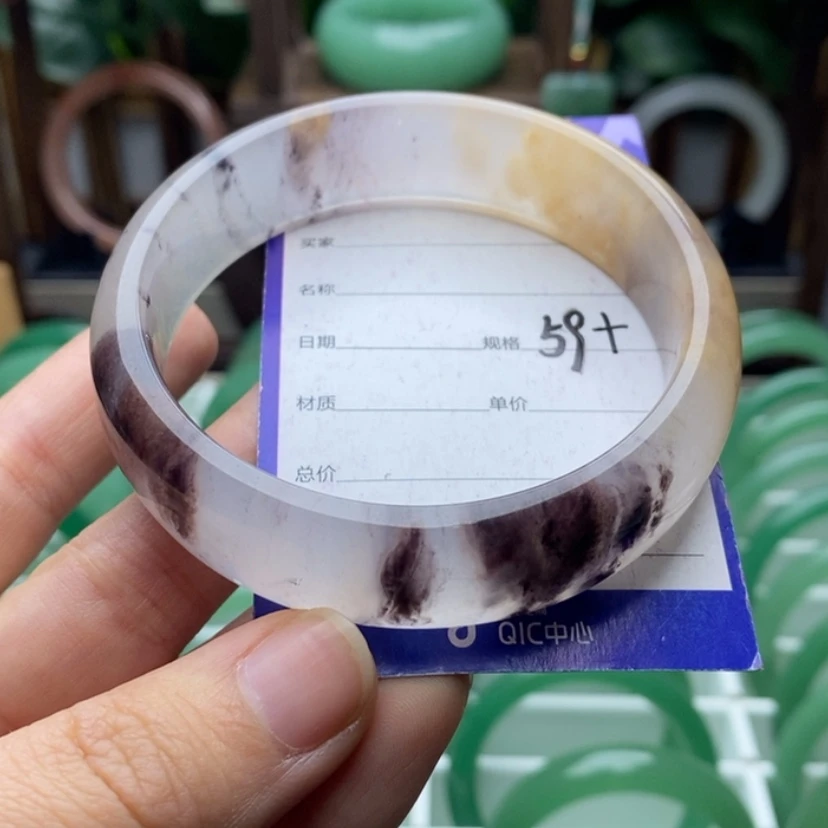 买家
名称
日期 规格 59+
材质 单价
总价
QIC中心